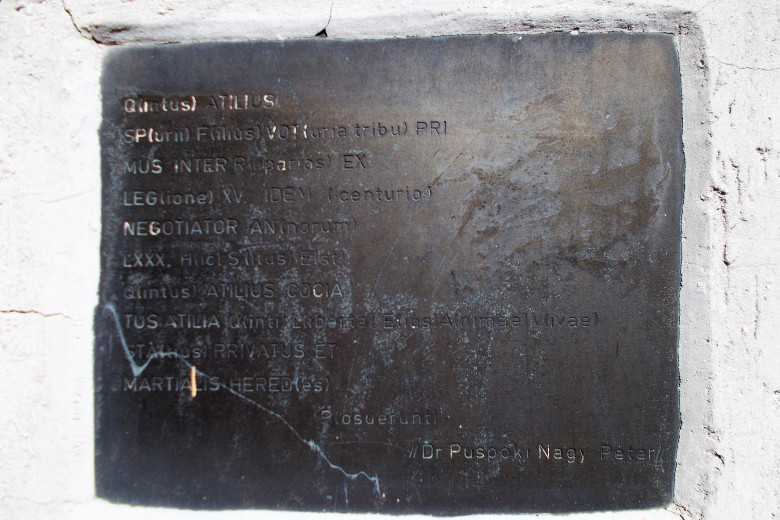 Q(intus) ATILIUS
SP(urii) F(ilius) VOT(uria tribu) PRI
MUS INTER R(iparios) EX
LEG(ione) XV. IDEM (centurio)
NEGOTIATOR AN(norum)
LXXX. H(ic) S(itus) E(st
Q(intus) ATILIUS COCIA
TUS ATILIA Q(inti) L(iberta) E(ius) A(nimae) V(ivae)
STA(tius) PRIVATUS ET
MARTIALIS HERED(es)
P(osuerunt)
//Dr Püspöki Nagy Péter/